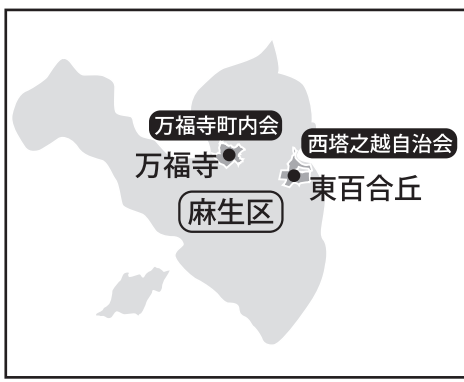 万福寺町内会
西塔之越自治会
万福寺
東百合丘
麻生区